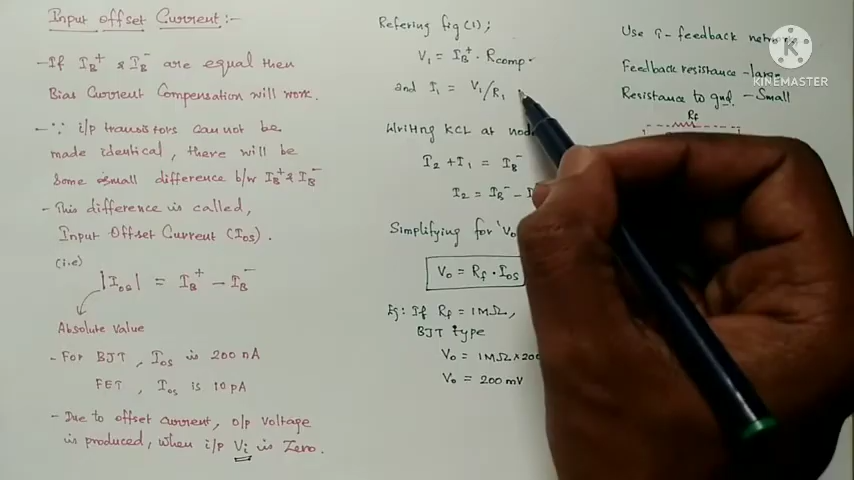 Input offset Current:-
- If IB+ & IB- are equal then
Bias Current Compensation will work.
- ∵ i/p transistors cannot be
made identical, there will be
some small difference b/w IB+ & IB-
- This difference is called,
Input Offset Current (Ios).
(i.e)
|Ios| = IB+ - IB-
Absolute Value
- For BJT, Ios is 200 nA
FET, Ios is 10 pA
- Due to offset current, o/p voltage
is produced, when i/p Vi is Zero.
Refering fig(1);
V1 = IB+ . Rcomp.
and I1 = V1/R1
Writing KCL at
I2 + I1 = IB-
I2 = IB- -
Simplifying for
Vo = Rf . Ios
Eg: If Rf = 1MΩ,
BJT type
Vo = 1MΩ x 200
Vo = 200 mV
Use T- feedback
Feedback resistance - large
Resistance to gnd. - Small
Rf
KINEMASTER